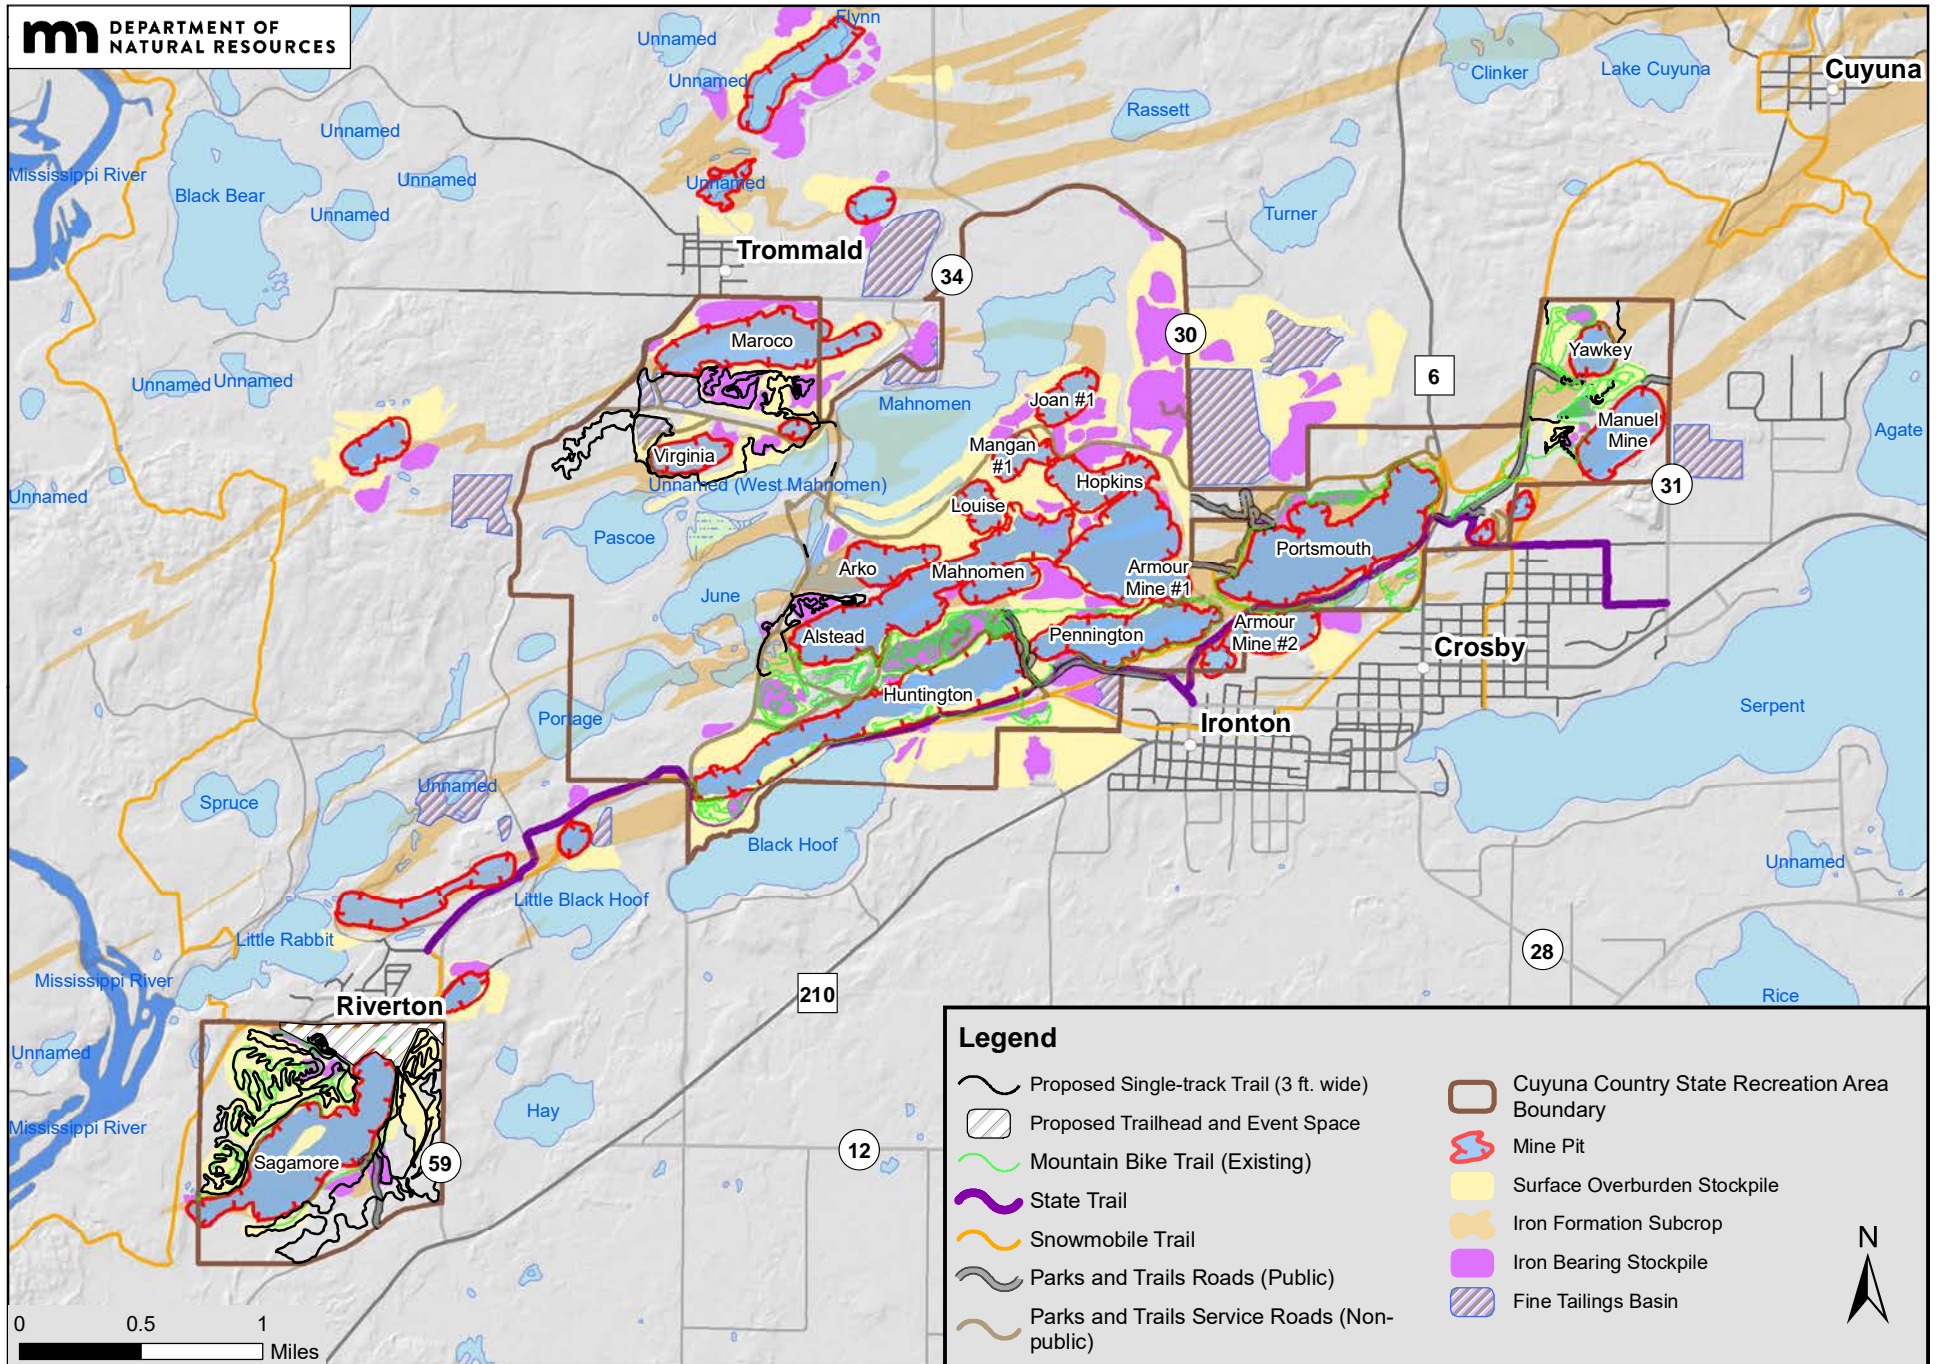 DEPARTMENT OF
NATURAL RESOURCES
Flynn
Unnamed
Unnamed
Clinker
Lake Cuyuna
Cuyuna
Rassett
Unnamed
Mississippi River
Black Bear
Unnamed
Unnamed
Unnamed
Unnamed
Turner
Trommald
34
30
Maroco
6
Yawkey
Unnamed
Unnamed
Mahnomen
Joan #1
Manuel
Mine
Agate
Virginia
Mangan
#1
Hopkins
Unnamed (West Mahnomen)
31
Unnamed
Louise
Pascoe
Portsmouth
Arko
Mahnomen
Armour
Mine #1
June
Alstead
Pennington
Armour
Mine #2
Crosby
Huntington
Portage
Ironton
Serpent
Unnamed
Spruce
Black Hoof
Unnamed
Little Black Hoof
Little Rabbit
28
Mississippi River
210
Rice
Riverton
Unnamed
Hay
Mississippi River
12
Sagamore
59
Legend
Proposed Single-track Trail (3 ft. wide)
Proposed Trailhead and Event Space
Mountain Bike Trail (Existing)
State Trail
Snowmobile Trail
Parks and Trails Roads (Public)
Parks and Trails Service Roads (Non-
public)
Cuyuna Country State Recreation Area
Boundary
Mine Pit
Surface Overburden Stockpile
Iron Formation Subcrop
Iron Bearing Stockpile
Fine Tailings Basin
N
0 0.5 1
Miles